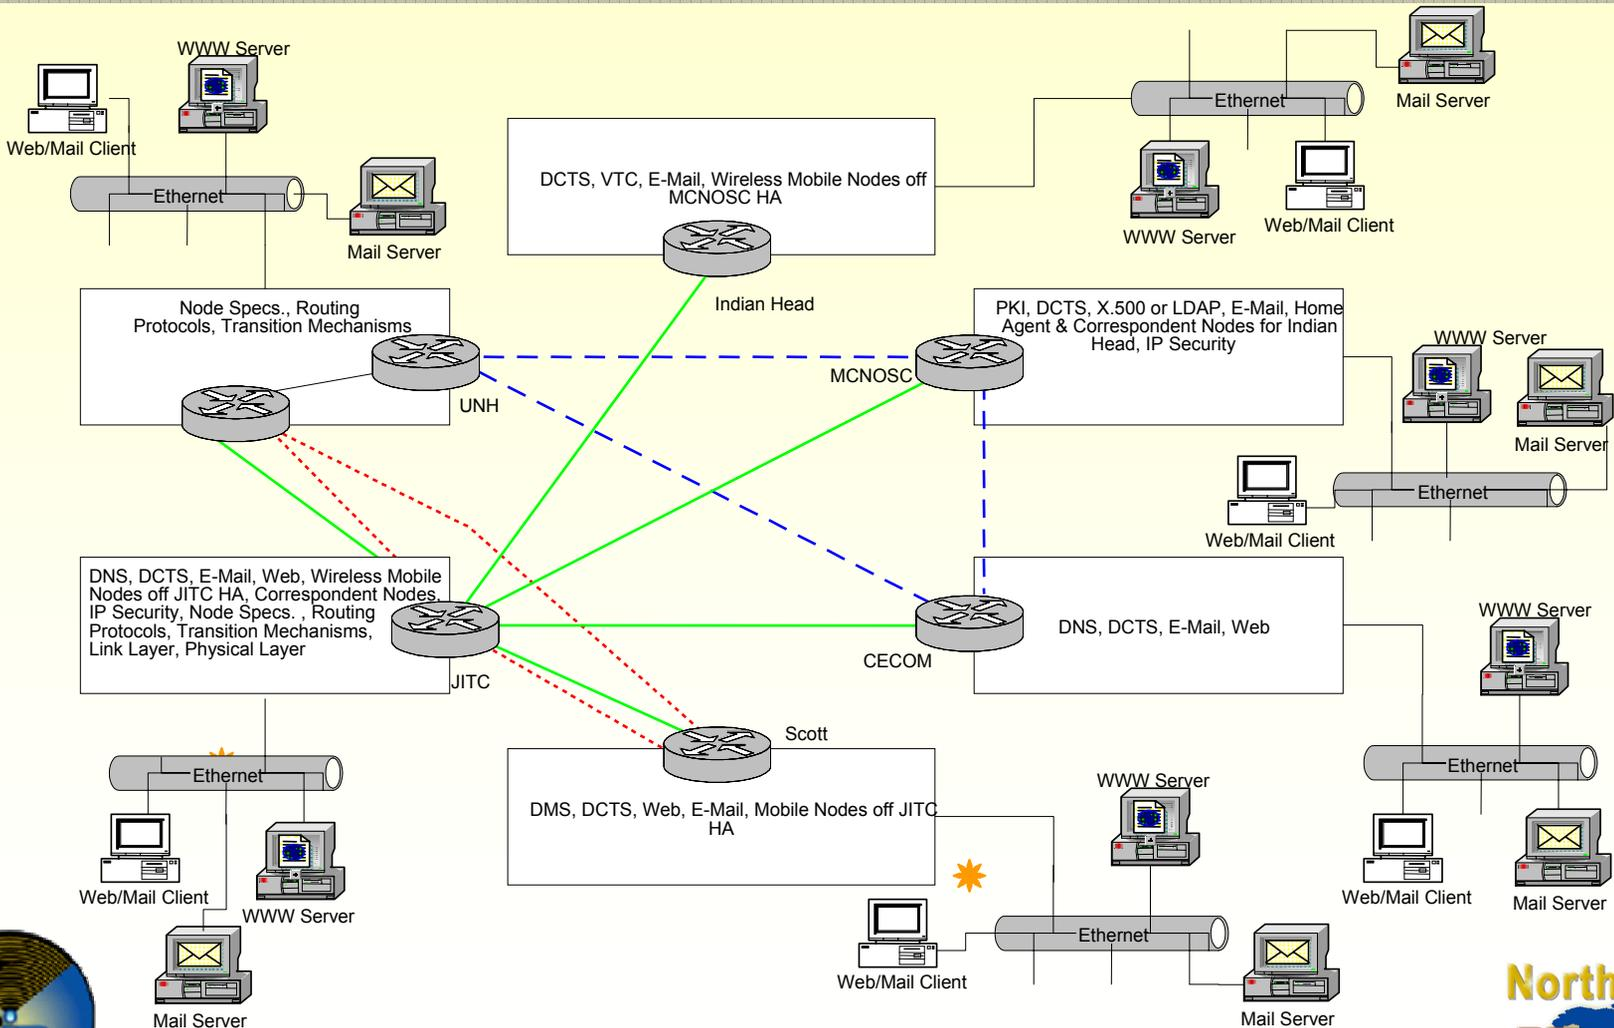 WWW Server
Web/Mail Client
Ethernet
Mail Server
DCTS, VTC, E-Mail, Wireless Mobile Nodes off
MCNOSC HA
Indian Head
Ethernet
Mail Server
WWW Server
Web/Mail Client
Node Specs., Routing
Protocols, Transition Mechanisms
UNH
PKI, DCTS, X.500 or LDAP, E-Mail, Home
Agent & Correspondent Nodes for Indian
Head, IP Security
MCNOSC
WWW Server
Mail Server
Ethernet
Web/Mail Client
DNS, DCTS, E-Mail, Web, Wireless Mobile
Nodes off JITC HA, Correspondent Nodes,
IP Security, Node Specs. , Routing
Protocols, Transition Mechanisms,
Link Layer, Physical Layer
JITC
DNS, DCTS, E-Mail, Web
CECOM
WWW Server
Ethernet
Web/Mail Client
Mail Server
Scott
DMS, DCTS, Web, E-Mail, Mobile Nodes off JITC
HA
Ethernet
Web/Mail Client
WWW Server
Mail Server
WWW Server
Ethernet
Web/Mail Client
Mail Server
North